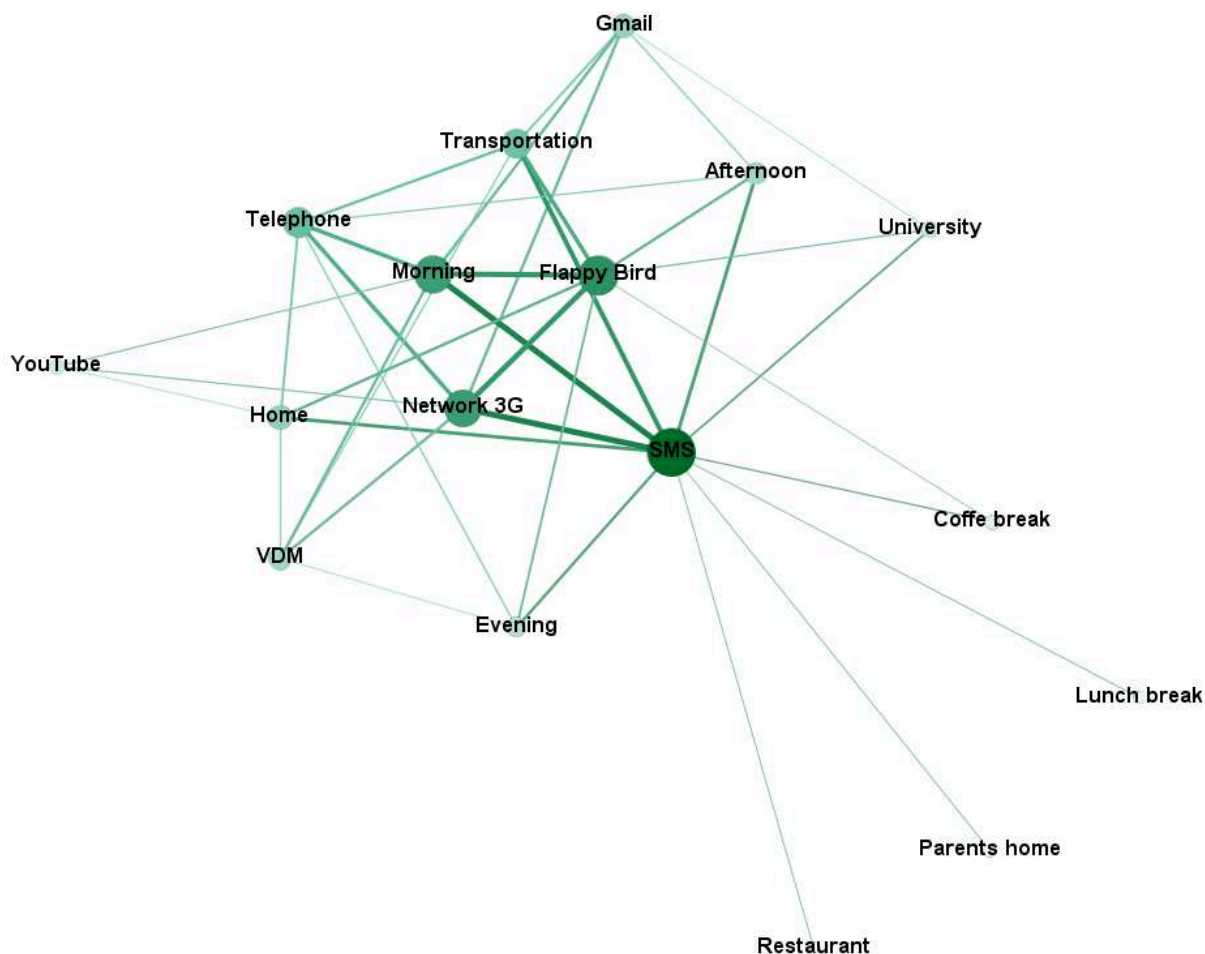 Gmail
Transportation
Afternoon
Telephone
University
Morning
Flappy Bird
YouTube
Home
Network 3G
SMS
Coffe break
VDM
Evening
Lunch break
Parents home
Restaurant